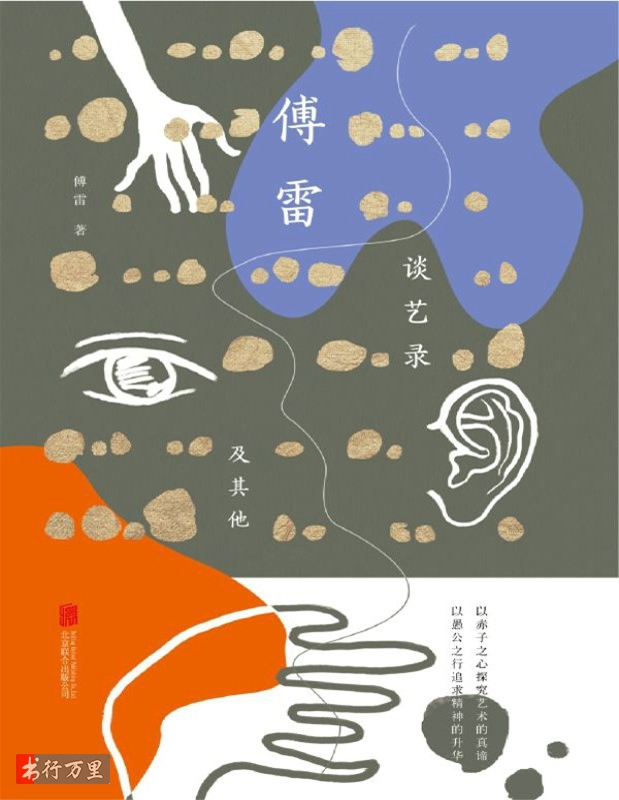 傅雷
谈艺录
及其他
傅雷 著
以赤子之心探究艺术的真谛
以愚公之行追求精神的升华
北京联合出版公司
书行万里